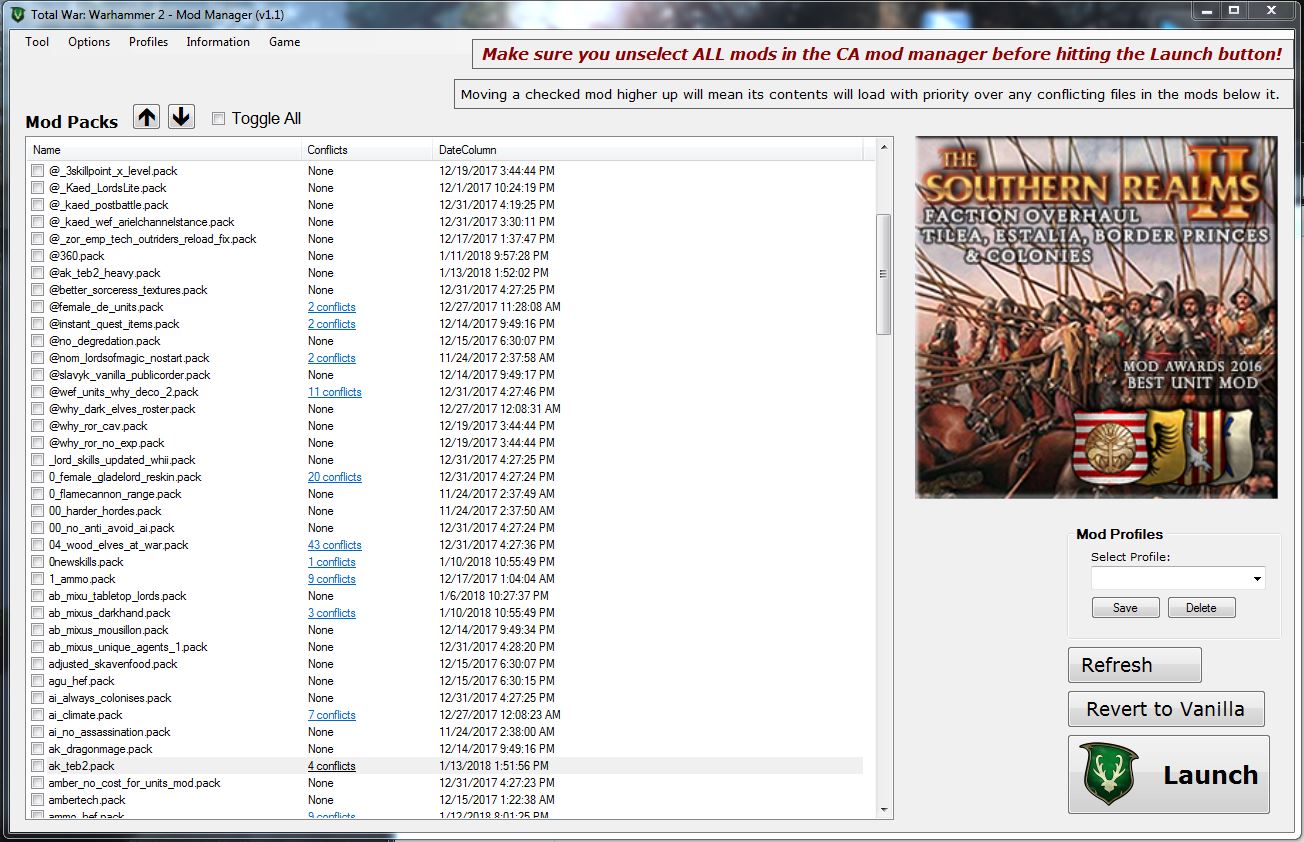 Total War: Warhammer 2 - Mod Manager (v1.1)
Tool Options Profiles Information Game
Make sure you unselect ALL mods in the CA mod manager before hitting the Launch button!
Moving a checked mod higher up will mean its contents will load with priority over any conflicting files in the mods below it.
Mod Packs Toggle All
Name Conflicts DateColumn
@_3skillpoint_x_level.pack None 12/19/2017 3:44:44 PM
@_Kaed_LordsLite.pack None 12/1/2017 10:24:19 PM
@_kaed_postbattle.pack None 12/31/2017 4:19:25 PM
@_kaed_wef_arielchannelstance.pack None 12/31/2017 3:30:11 PM
@_zor_emp_tech_outriders_reload_fix.pack None 12/17/2017 1:37:47 PM
@360.pack None 1/11/2018 9:57:28 PM
@ak_teb2_heavy.pack None 1/13/2018 1:52:02 PM
@better_sorceress_textures.pack None 12/31/2017 4:27:25 PM
@female_de_units.pack 2 conflicts 12/27/2017 11:28:08 AM
@instant_quest_items.pack 2 conflicts 12/14/2017 9:49:16 PM
@no_degredation.pack None 12/15/2017 6:30:07 PM
@nom_lordsofmagic_nostart.pack 2 conflicts 11/24/2017 2:37:58 AM
@slavyk_vanilla_publicorder.pack None 12/14/2017 9:49:17 PM
@wef_units_why_deco_2.pack 11 conflicts 12/31/2017 4:27:46 PM
@why_dark_elves_roster.pack None 12/27/2017 12:08:31 AM
@why_ror_cav.pack None 12/19/2017 3:44:44 PM
@why_ror_no_exp.pack None 12/19/2017 3:44:44 PM
_lord_skills_updated_whii.pack None 12/31/2017 4:27:25 PM
0_female_gladelord_reskin.pack 20 conflicts 12/31/2017 4:27:24 PM
0_flamecannon_range.pack None 11/24/2017 2:37:49 AM
00_harder_hordes.pack None 11/24/2017 2:37:50 AM
00_no_anti_avoid_ai.pack None 12/31/2017 4:27:24 PM
04_wood_elves_at_war.pack 43 conflicts 12/31/2017 4:27:36 PM
0newskills.pack 1 conflicts 1/10/2018 10:55:49 PM
1_ammo.pack 9 conflicts 12/17/2017 1:04:04 AM
ab_mixu_tabletop_lords.pack None 1/6/2018 10:27:37 PM
ab_mixus_darkhand.pack 3 conflicts 1/10/2018 10:55:49 PM
ab_mixus_mousillon.pack None 12/14/2017 9:49:34 PM
ab_mixus_unique_agents_1.pack None 12/31/2017 4:28:20 PM
adjusted_skavenfood.pack None 12/15/2017 6:30:07 PM
agu_hef.pack None 12/15/2017 6:30:15 PM
ai_always_colonises.pack None 12/31/2017 4:27:25 PM
ai_climate.pack 7 conflicts 12/27/2017 12:08:23 AM
ai_no_assassination.pack None 11/24/2017 2:38:00 AM
ak_dragonmage.pack None 12/14/2017 9:49:16 PM
ak_teb2.pack 4 conflicts 1/13/2018 1:51:56 PM
amber_no_cost_for_units_mod.pack None 12/31/2017 4:27:23 PM
ambertech.pack None 12/15/2017 1:22:38 AM
ammo_hef.pack 9 conflicts 1/12/2018 8:01:25 PM
THE
SOUTHERN REALMS II
FACTION OVERHAUL
TILEA, ESTALIA, BORDER PRINCES
& COLONIES
MOD AWARDS 2016
BEST UNIT MOD
Mod Profiles
Select Profile:
Save Delete
Refresh
Revert to Vanilla
Launch